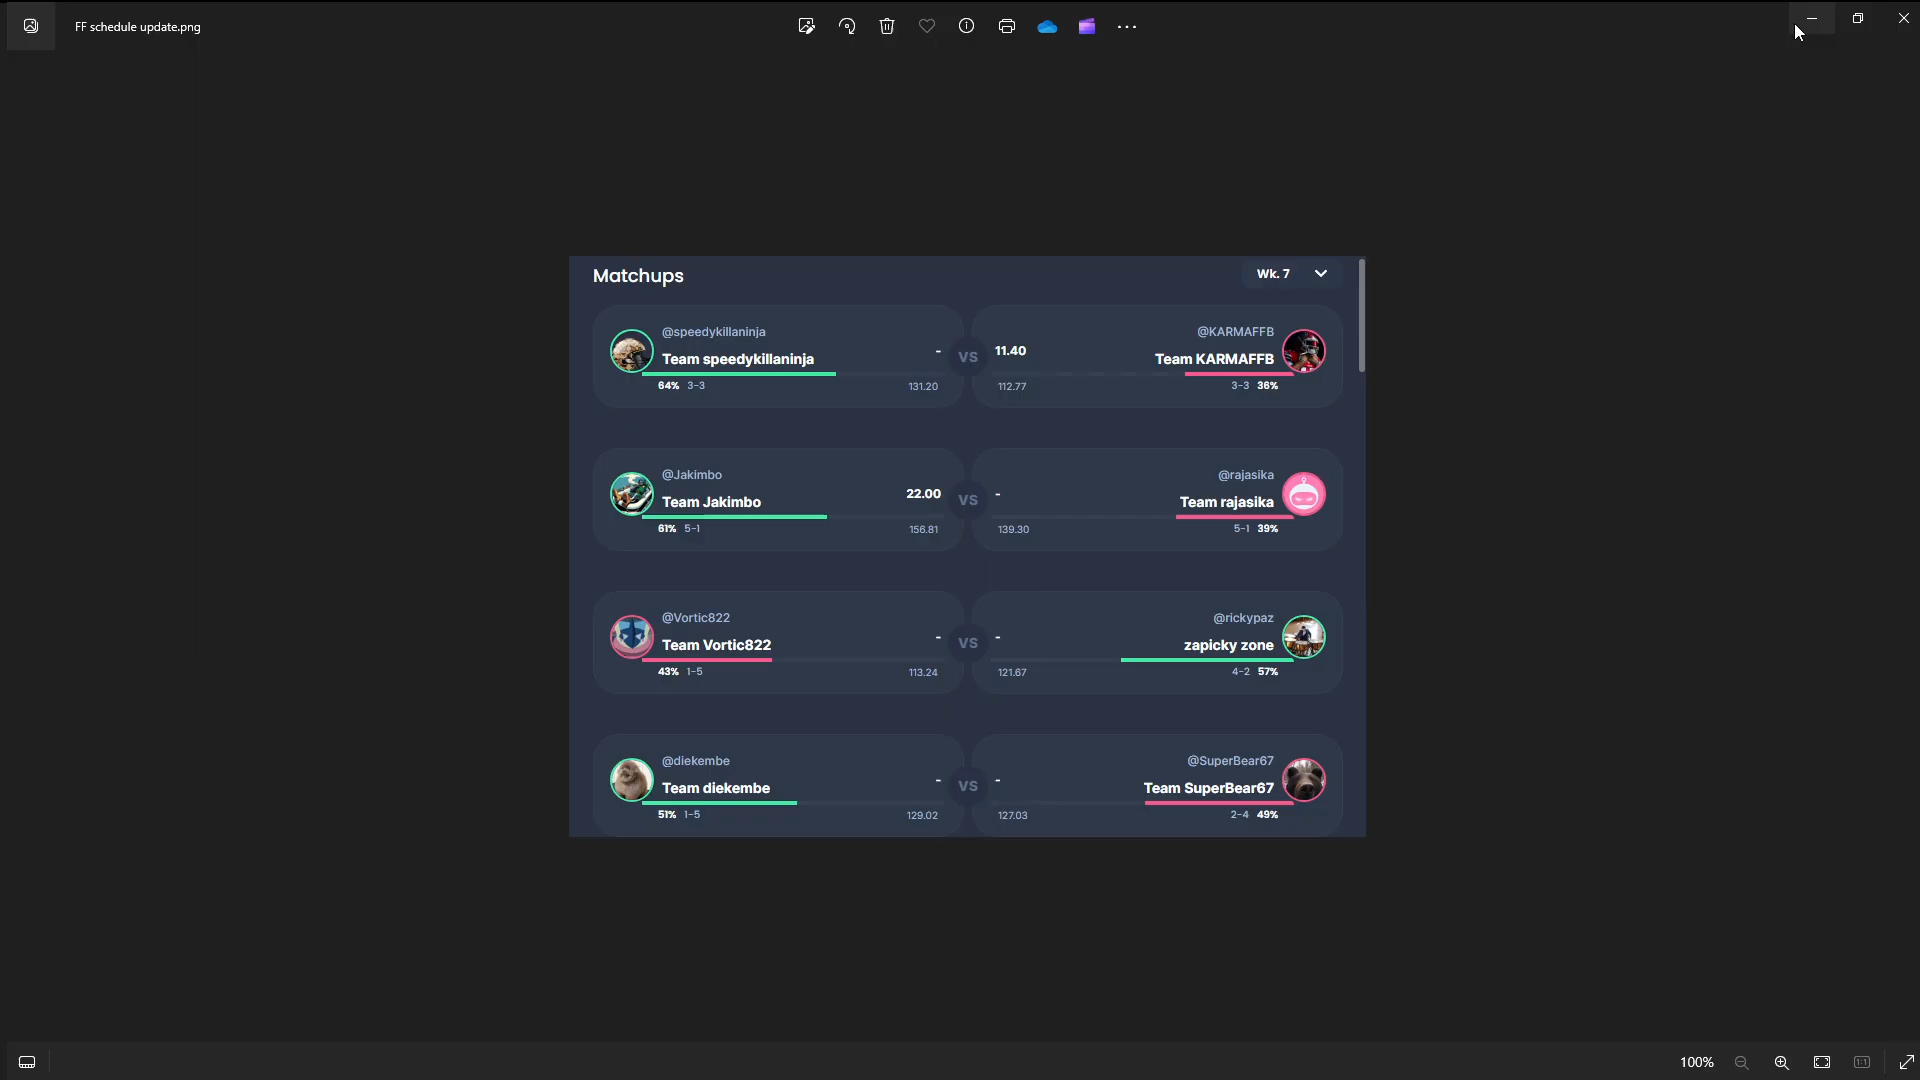 FF schedule update.png
Matchups
Wk. 7
@speedykillaninja
Team speedykillaninja
-
64% 3-3
131.20
VS
@KARMAFFB
11.40
Team KARMAFFB
112.77
3-3 36%
@Jakimbo
Team Jakimbo
22.00
61% 5-1
156.81
VS
@rajasika
-
Team rajasika
139.30
5-1 39%
@Vortic822
Team Vortic822
-
43% 1-5
113.24
VS
@rickypaz
-
zapicky zone
121.67
4-2 57%
@diekembe
Team diekembe
-
51% 1-5
129.02
VS
@SuperBear67
-
Team SuperBear67
127.03
2-4 49%
100%
1:1